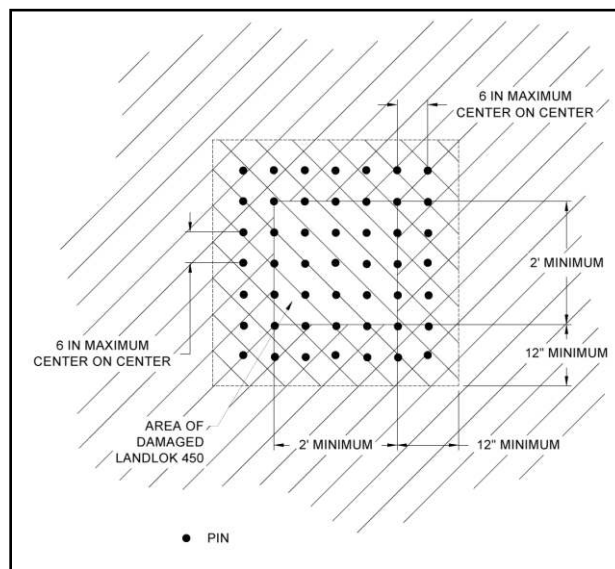 6 IN MAXIMUM
CENTER ON CENTER
2' MINIMUM
6 IN MAXIMUM
CENTER ON CENTER
12" MINIMUM
AREA OF
DAMAGED
LANDLOK 450
2' MINIMUM
12" MINIMUM
PIN